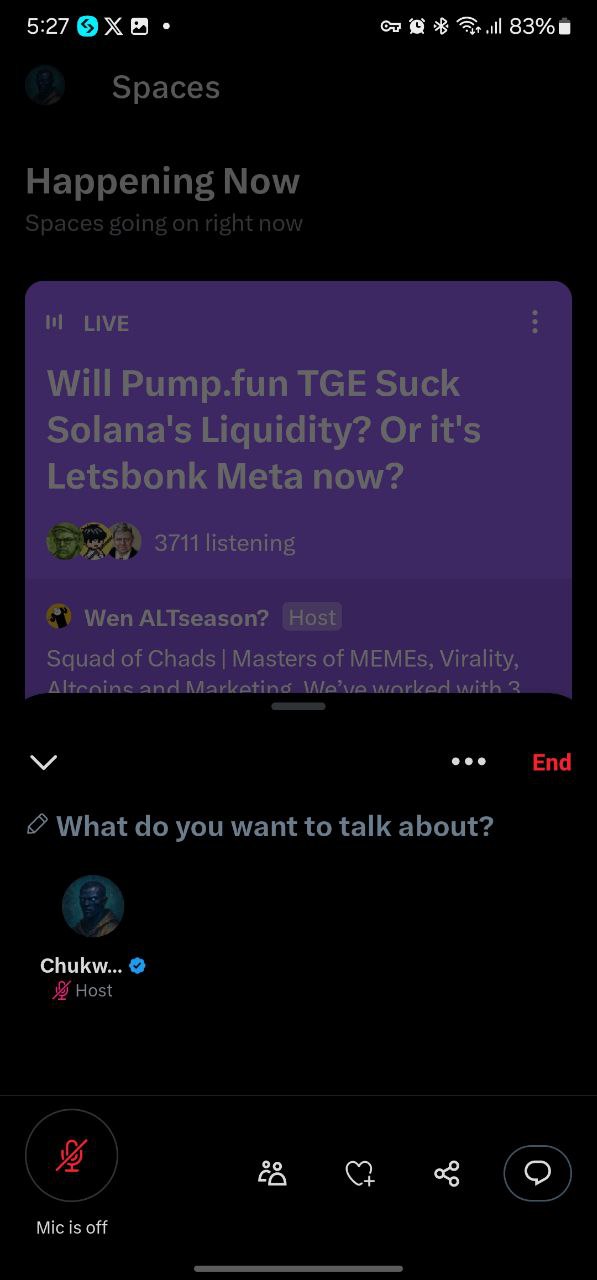 5:27
83%
Spaces
Happening Now
Spaces going on right now
LIVE
Will Pump.fun TGE Suck
Solana's Liquidity? Or it's
Letsbonk Meta now?
3711 listening
Wen ALTseason? Host
Squad of Chads | Masters of MEMEs, Virality,
Altcoins and Marketing. We've worked with 3
End
What do you want to talk about?
Chukw...
Host
Mic is off